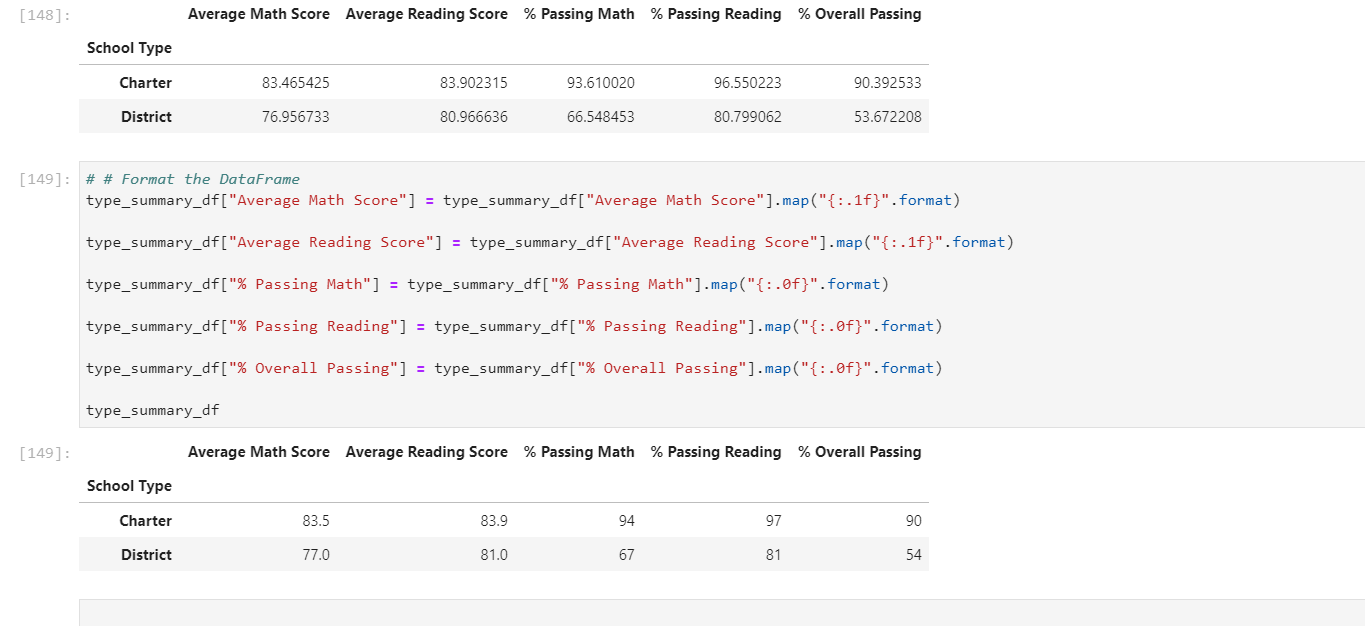 [148]:
Average Math Score Average Reading Score % Passing Math % Passing Reading % Overall Passing
School Type
Charter 83.465425 83.902315 93.610020 96.550223 90.392533
District 76.956733 80.966636 66.548453 80.799062 53.672208
[149]:
# # Format the DataFrame
type_summary_df["Average Math Score"] = type_summary_df["Average Math Score"].map("{:.1f}".format)
type_summary_df["Average Reading Score"] = type_summary_df["Average Reading Score"].map("{:.1f}".format)
type_summary_df["% Passing Math"] = type_summary_df["% Passing Math"].map("{:.0f}".format)
type_summary_df["% Passing Reading"] = type_summary_df["% Passing Reading"].map("{:.0f}".format)
type_summary_df["% Overall Passing"] = type_summary_df["% Overall Passing"].map("{:.0f}".format)
type_summary_df
[149]:
Average Math Score Average Reading Score % Passing Math % Passing Reading % Overall Passing
School Type
Charter 83.5 83.9 94 97 90
District 77.0 81.0 67 81 54